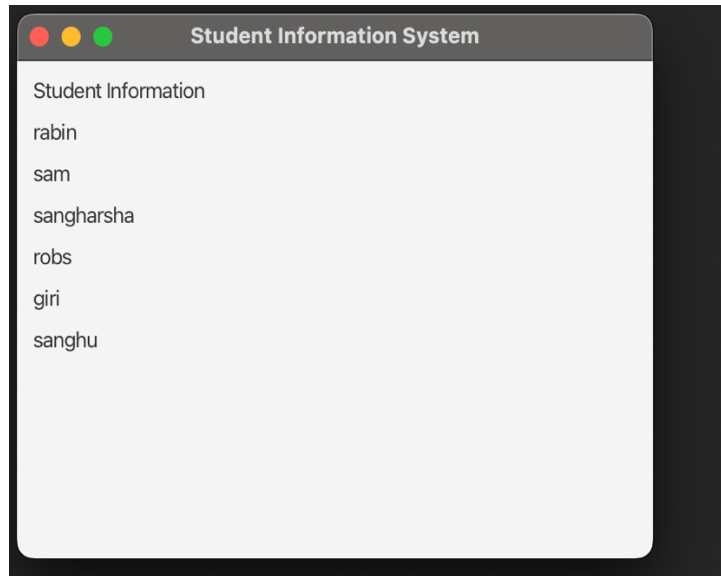 Student Information System
Student Information
rabin
sam
sangharsha
robs
giri
sanghu